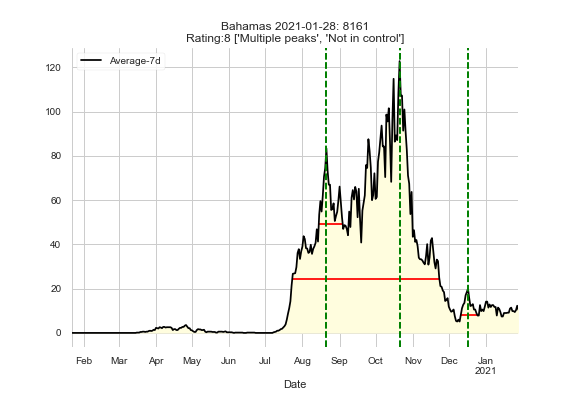 Bahamas 2021-01-28: 8161
Rating:8 ['Multiple peaks', 'Not in control']
Average-7d
120
100
80
60
40
20
0
Feb Mar Apr May Jun Jul Aug Sep Oct Nov Dec Jan
2021
Date